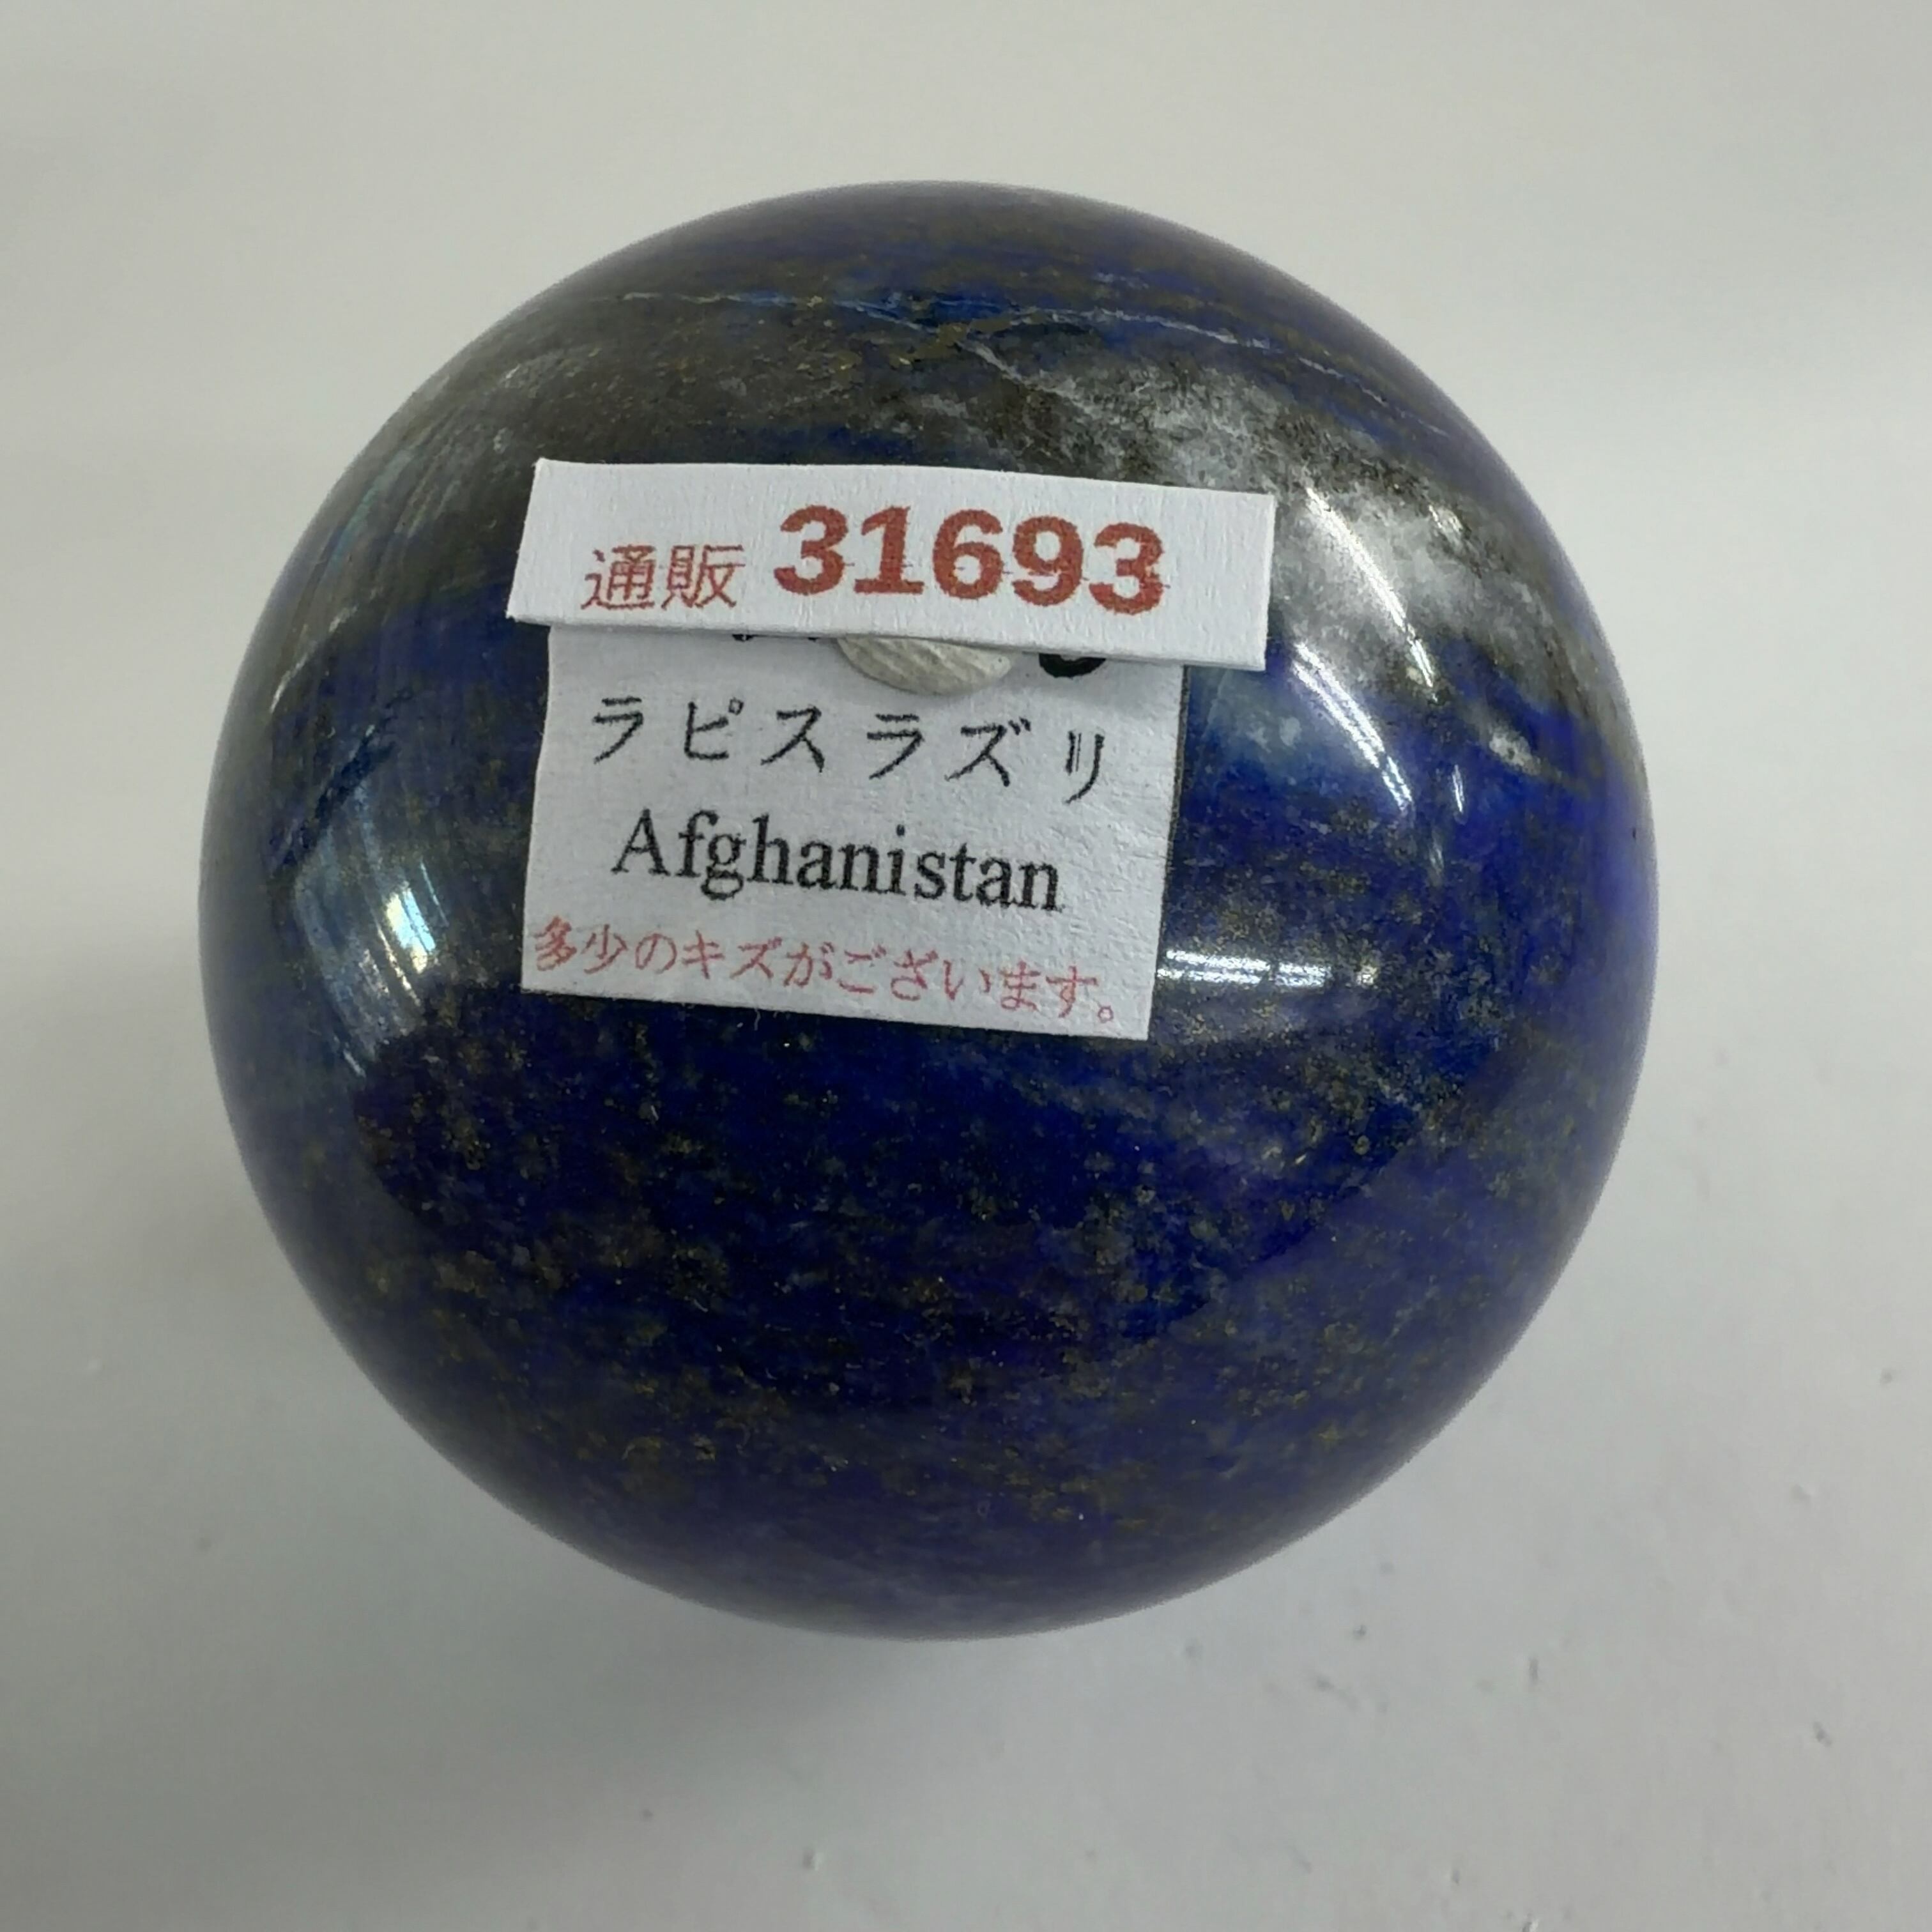 通販 31693
ラピスラズリ
Afghanistan
多少のキズがございます。